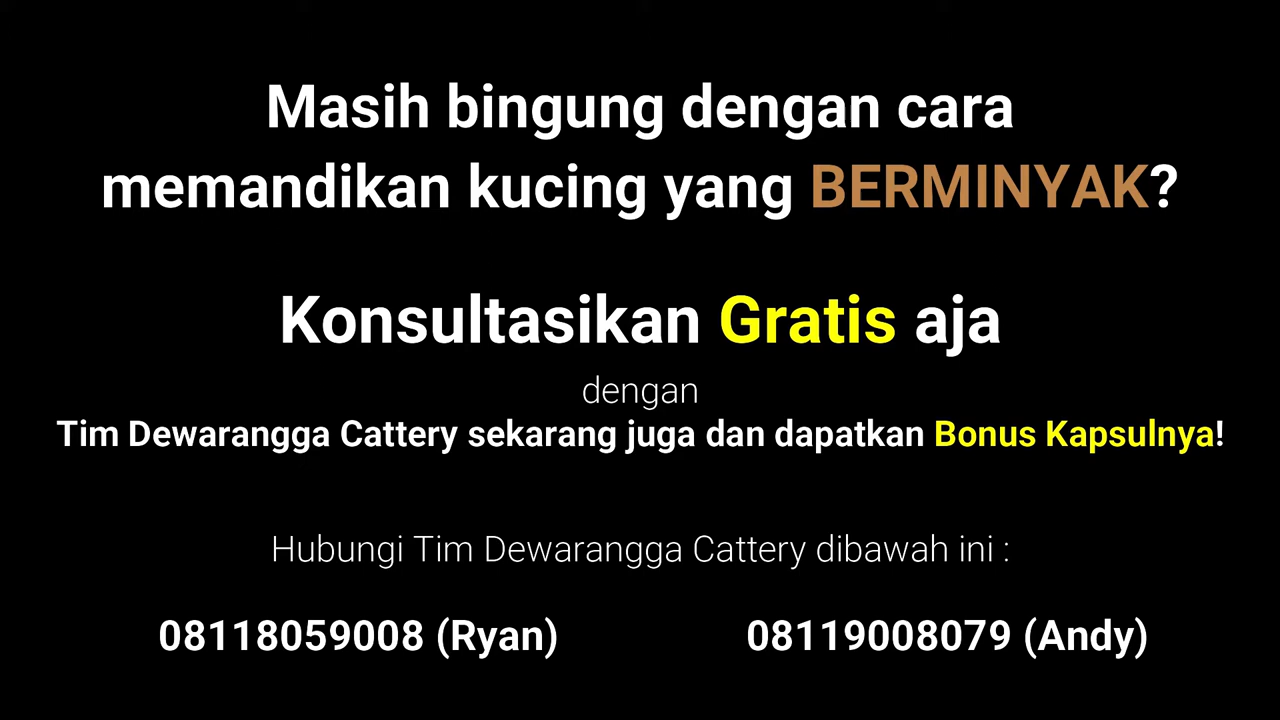 Masih bingung dengan cara
memandikan kucing yang BERMINYAK?
Konsultasikan Gratis aja
dengan
Tim Dewarangga Cattery sekarang juga dan dapatkan Bonus Kapsulnya!
Hubungi Tim Dewarangga Cattery dibawah ini :
08118059008 (Ryan) 08119008079 (Andy)